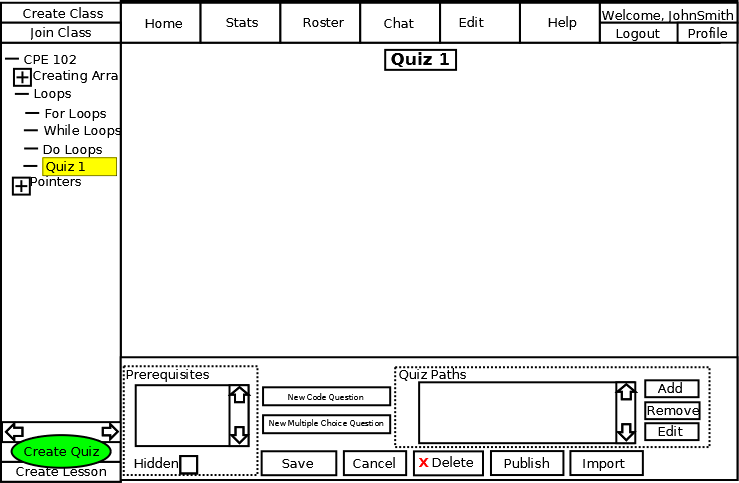 Create Class
Join Class
Home Stats Roster Chat Edit Help
Welcome, JohnSmith
Logout Profile
CPE 102
Creating Arra
Loops
For Loops
While Loops
Do Loops
Quiz 1
Pointers
Create Quiz
Create Lesson
Quiz 1
Prerequisites
Hidden
New Code Question
New Multiple Choice Question
Quiz Paths
Add
Remove
Edit
Save Cancel X Delete Publish Import